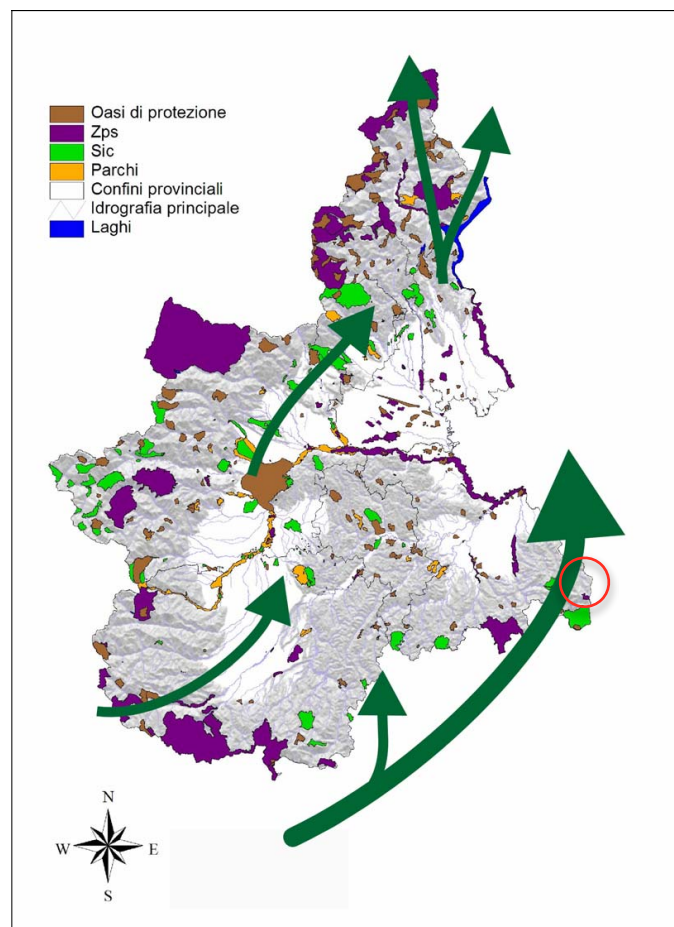 Oasi di protezione
Zps
Sic
Parchi
Confini provinciali
Idrografia principale
Laghi
N
W E
S